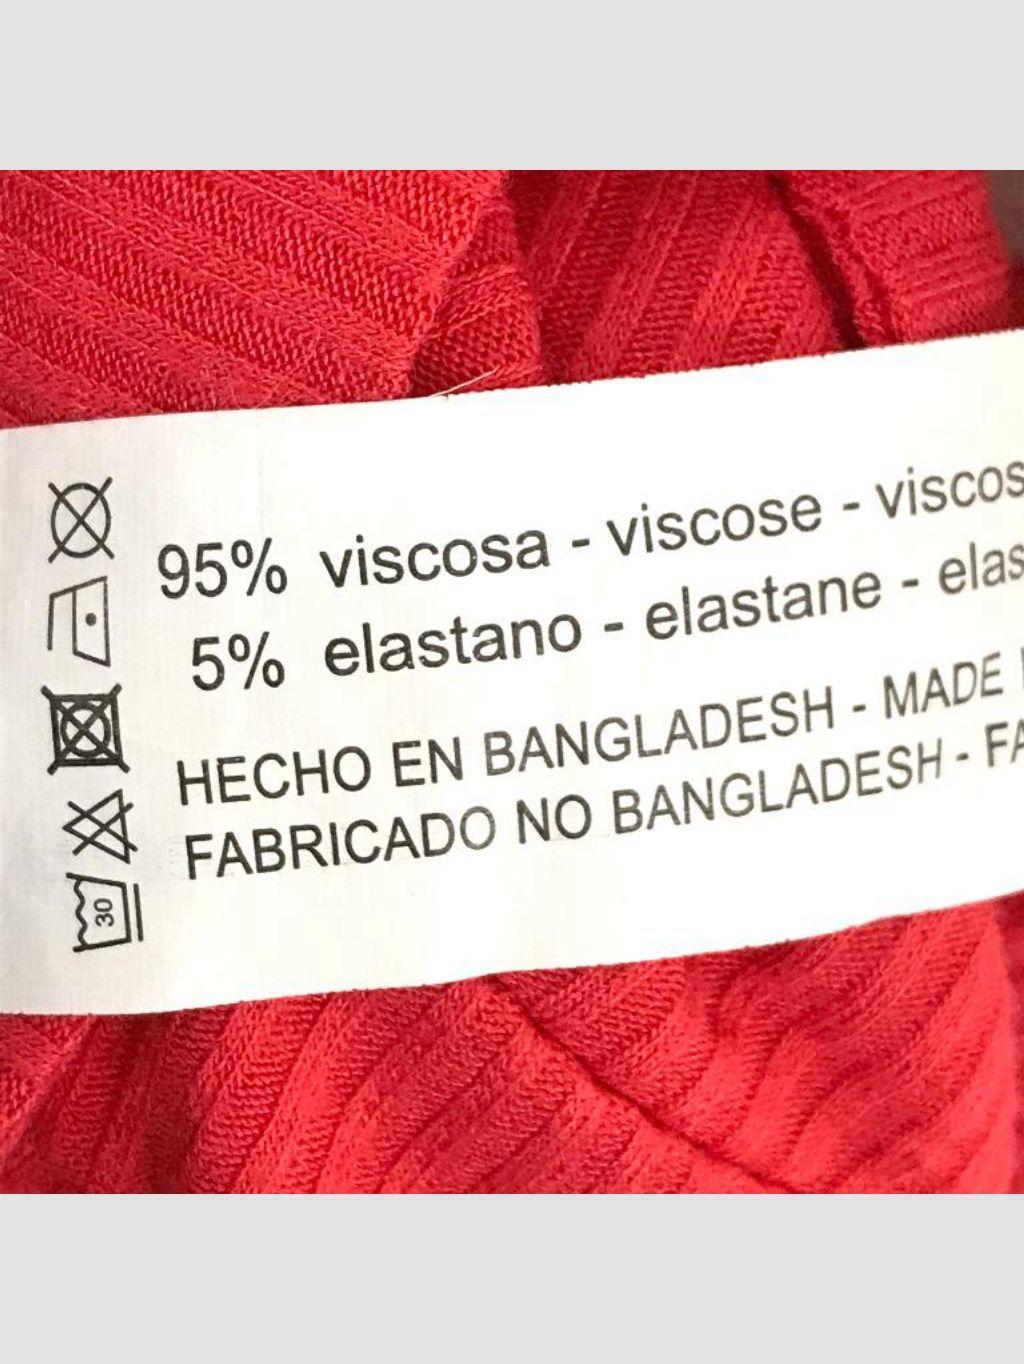 95% viscosa - viscose - viscos
5% elastano - elastane - elas
HECHO EN BANGLADESH - MADE
FABRICADO NO BANGLADESH - FA
30